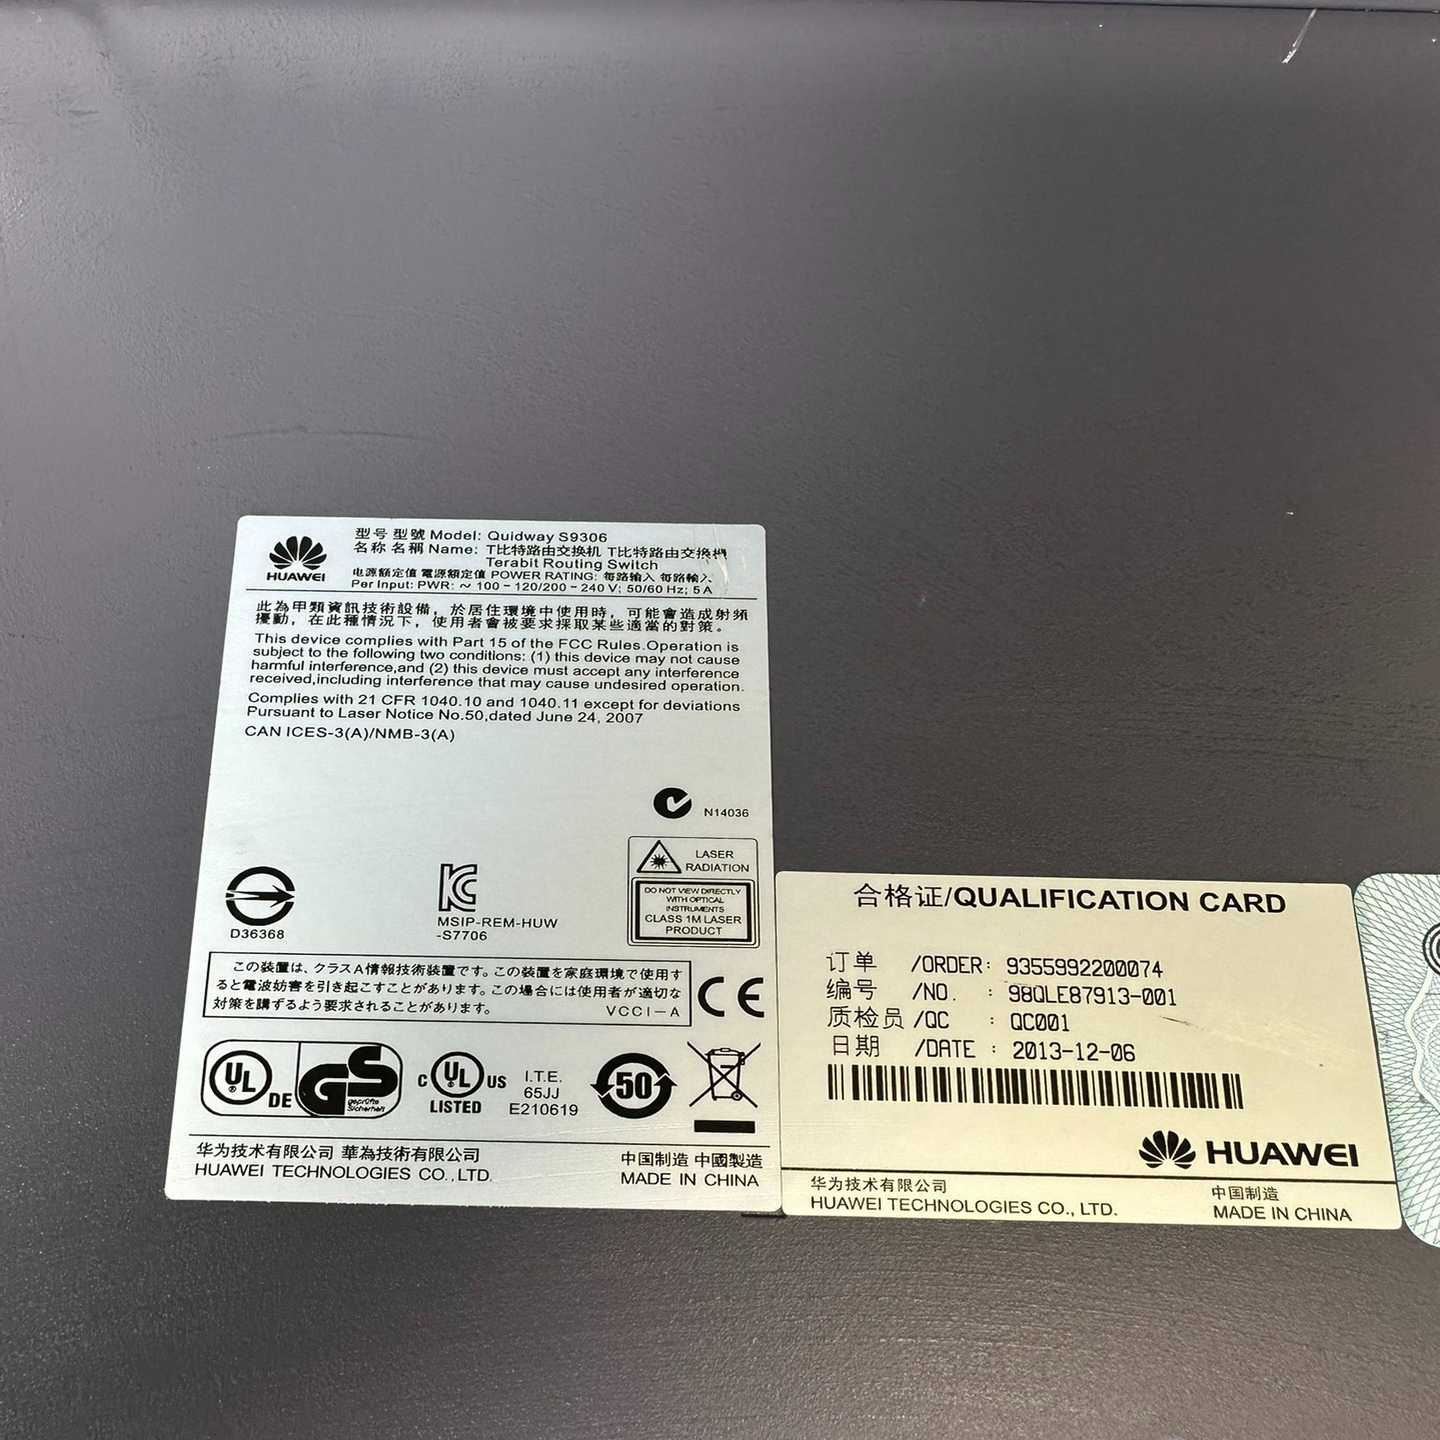 HUAWEI
型号 型號 Model: Quidway S9306
名称 名稱 Name: T比特路由交换机 T比特路由交換機
Terabit Routing Switch
电源额定值 電源額定值 POWER RATING: 每路输入 每路輸入
Per Input: PWR: ～ 100-120/200-240 V; 50/60 Hz; 5 A
此為甲類資訊技術設備，於居住環境中使用時，可能會造成射頻
擾動，在此種情況下，使用者會被要求採取某些適當的對策。
This device complies with Part 15 of the FCC Rules.Operation is
subject to the following two conditions: (1) this device may not cause
harmful interference,and (2) this device must accept any interference
received,including interference that may cause undesired operation.
Complies with 21 CFR 1040.10 and 1040.11 except for deviations
Pursuant to Laser Notice No.50,dated June 24, 2007
CAN ICES-3(A)/NMB-3(A)
N14036
LASER
RADIATION
DO NOT VIEW DIRECTLY
WITH OPTICAL
INSTRUMENTS
CLASS 1M LASER
PRODUCT
D36368
MSIP-REM-HUW
-S7706
この装置は、クラスA情報技術装置です。この装置を家庭環境で使用す
ると電波妨害を引き起こすことがあります。この場合には使用者が適切な
対策を講ずるよう要求されることがあります。 VCCI-A
CE
UL DE GS geprüfte Sicherheit
C UL US LISTED
I.T.E.
65JJ
E210619
50
华为技术有限公司 華為技術有限公司
HUAWEI TECHNOLOGIES CO.,LTD.
中国制造 中國製造
MADE IN CHINA
合格证/QUALIFICATION CARD
订单 /ORDER: 9355992200074
编号 /NO. : 98QLE87913-001
质检员 /QC : QC001
日期 /DATE : 2013-12-06
HUAWEI
华为技术有限公司
HUAWEI TECHNOLOGIES CO., LTD.
中国制造
MADE IN CHINA